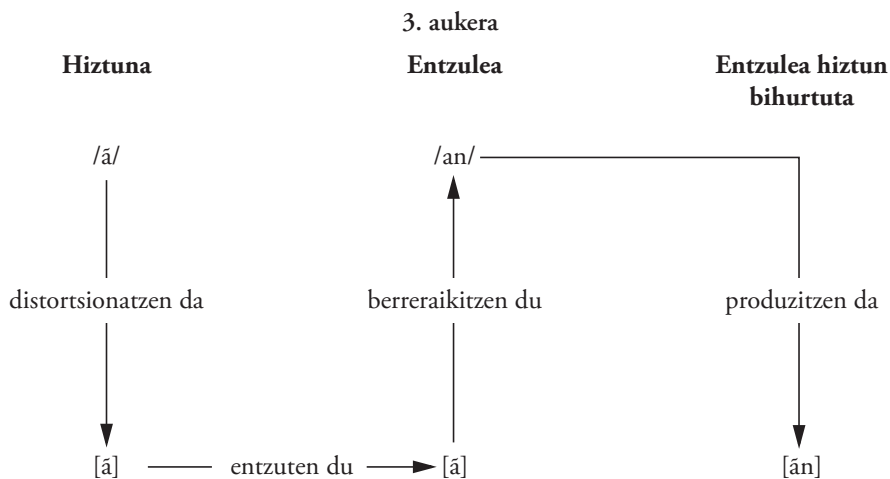 3. aukera
Hiztuna Entzulea Entzulea hiztun
bihurtuta
/ã/ /an/
distortsionatzen da berreraikitzen du produzitzen da
[ã] entzuten du [ã] [ãn]